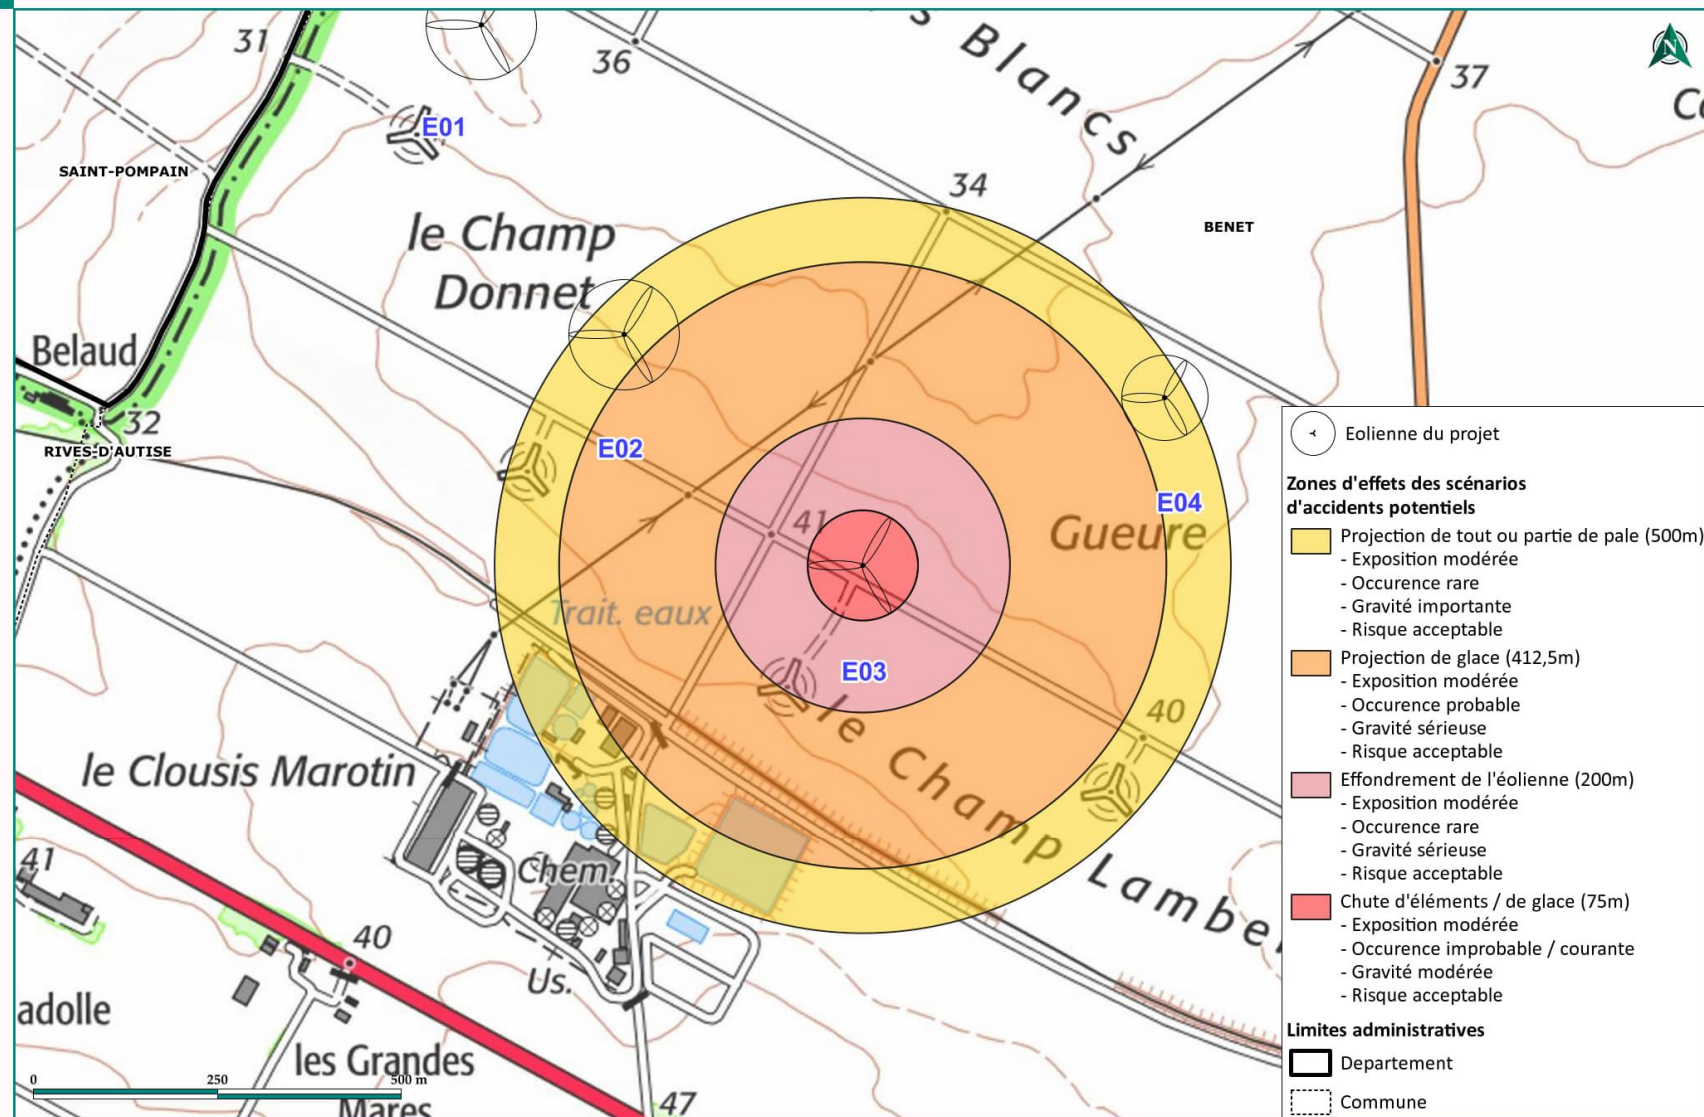 31
36
s Blancs
37
N
E01
SAINT-POMPAIN
34
BENET
le Champ
Donnet
Belaud
32
RIVES-D'AUTISE
E02
E04
41
Gueure
Trait. eaux
E03
40
le Champ Lambe
le Clousis Marotin
41
Chem.
40
Us.
adolle
les Grandes
Mares
47
0 250 500 m
Eolienne du projet
Zones d'effets des scénarios
d'accidents potentiels
Projection de tout ou partie de pale (500m)
- Exposition modérée
- Occurence rare
- Gravité importante
- Risque acceptable
Projection de glace (412,5m)
- Exposition modérée
- Occurence probable
- Gravité sérieuse
- Risque acceptable
Effondrement de l'éolienne (200m)
- Exposition modérée
- Occurence rare
- Gravité sérieuse
- Risque acceptable
Chute d'éléments / de glace (75m)
- Exposition modérée
- Occurence improbable / courante
- Gravité modérée
- Risque acceptable
Limites administratives
Departement
Commune